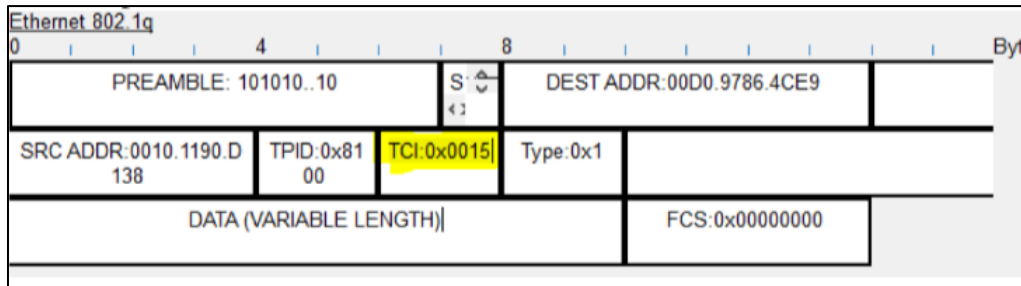 Ethernet 802.1q
0 4 8 Byt
PREAMBLE: 101010..10 S DEST ADDR:00D0.9786.4CE9
SRC ADDR:0010.1190.D TPID:0x81 TCI:0x0015 Type:0x1
138 00
DATA (VARIABLE LENGTH) FCS:0x00000000